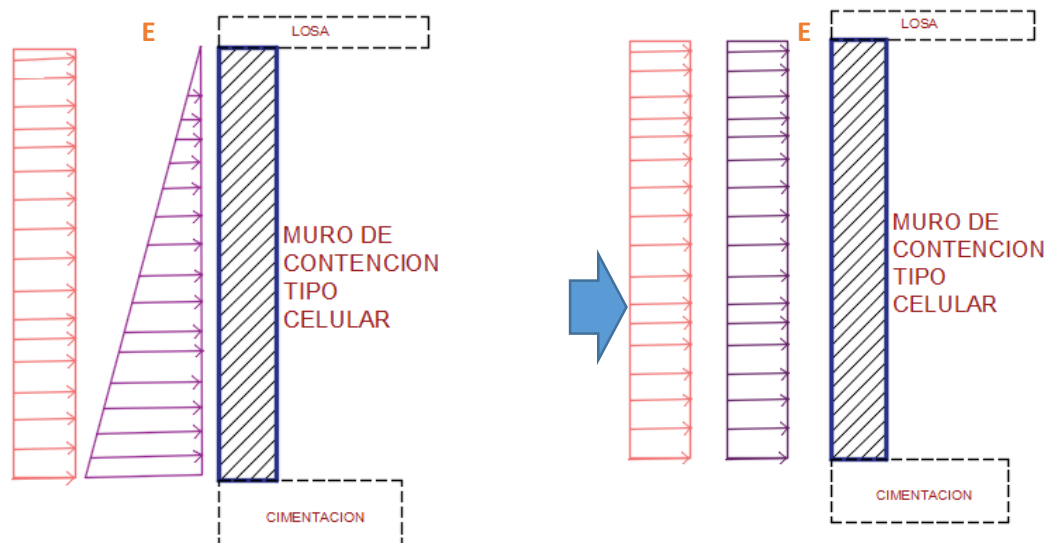 E
LOSA
MURO DE
CONTENCION
TIPO
CELULAR
CIMENTACION
E
LOSA
MURO DE
CONTENCION
TIPO
CELULAR
CIMENTACION